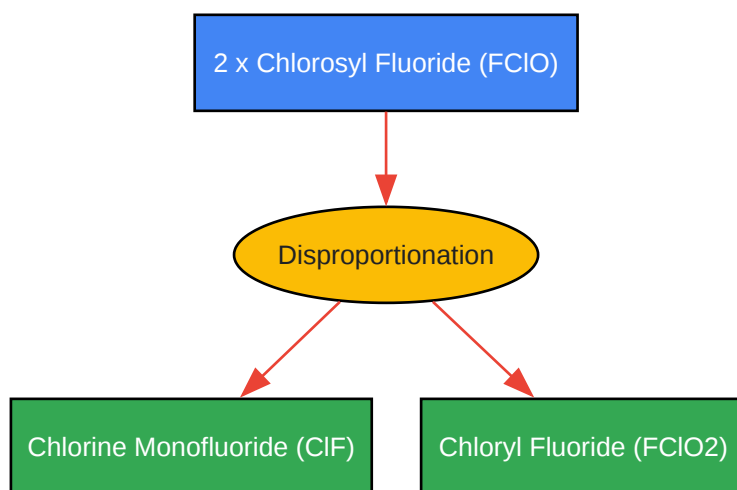 2 x Chlorosyl Fluoride (FClO)
Disproportionation
Chlorine Monofluoride (ClF)
Chloryl Fluoride (FClO2)